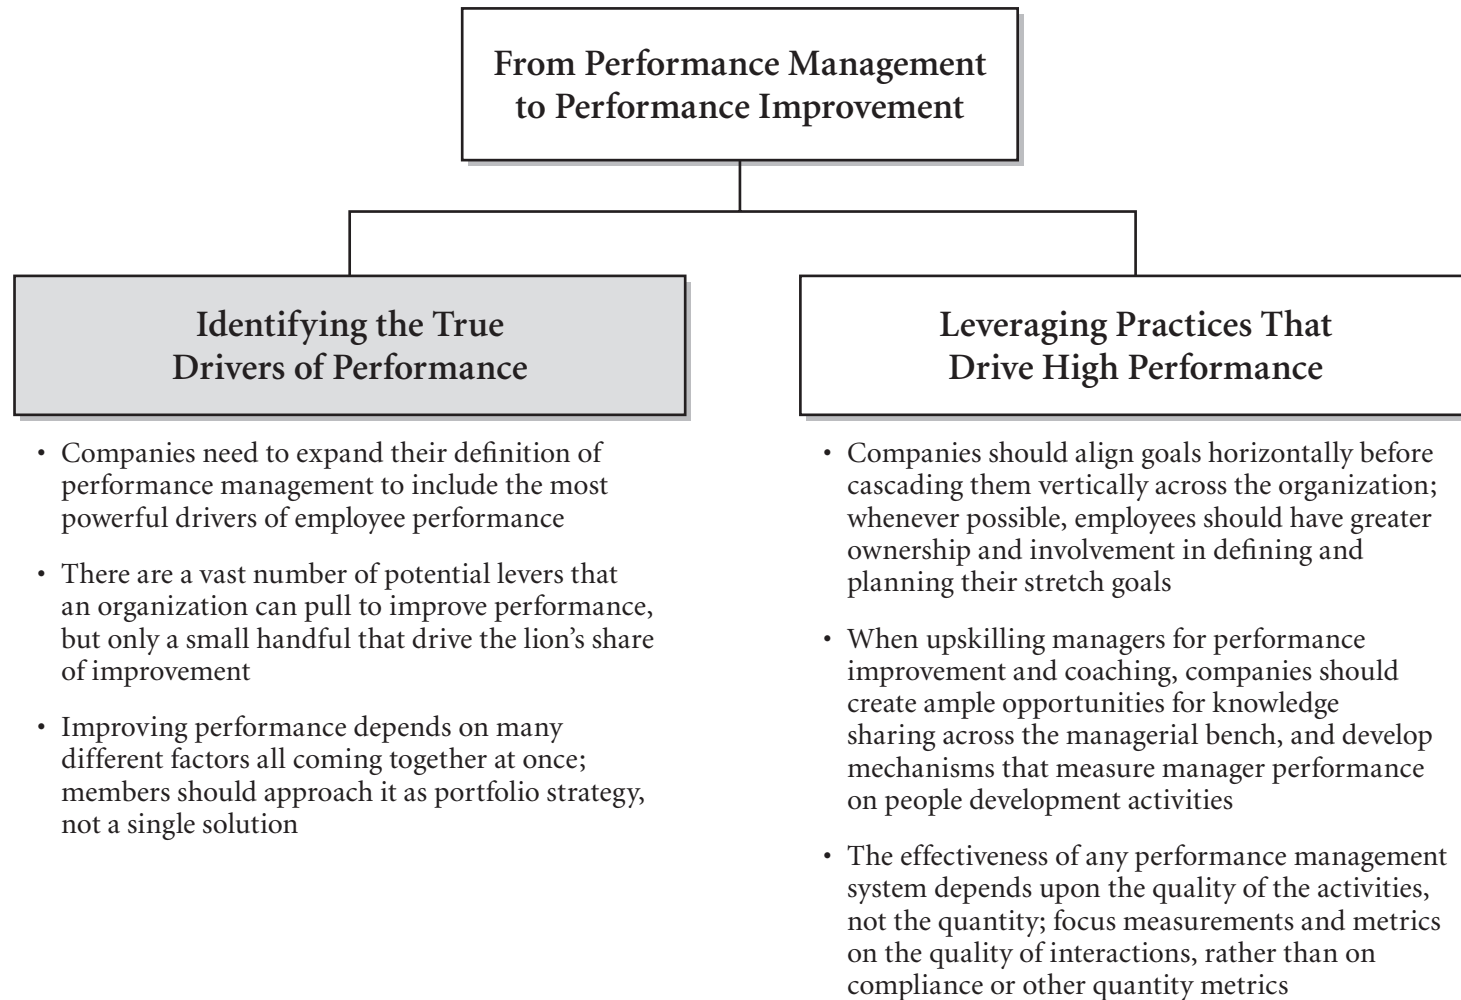 From Performance Management
to Performance Improvement
Identifying the True
Drivers of Performance
• Companies need to expand their definition of
performance management to include the most
powerful drivers of employee performance
• There are a vast number of potential levers that
an organization can pull to improve performance,
but only a small handful that drive the lion’s share
of improvement
• Improving performance depends on many
different factors all coming together at once;
members should approach it as portfolio strategy,
not a single solution
Leveraging Practices That
Drive High Performance
• Companies should align goals horizontally before
cascading them vertically across the organization;
whenever possible, employees should have greater
ownership and involvement in defining and
planning their stretch goals
• When upskilling managers for performance
improvement and coaching, companies should
create ample opportunities for knowledge
sharing across the managerial bench, and develop
mechanisms that measure manager performance
on people development activities
• The effectiveness of any performance management
system depends upon the quality of the activities,
not the quantity; focus measurements and metrics
on the quality of interactions, rather than on
compliance or other quantity metrics